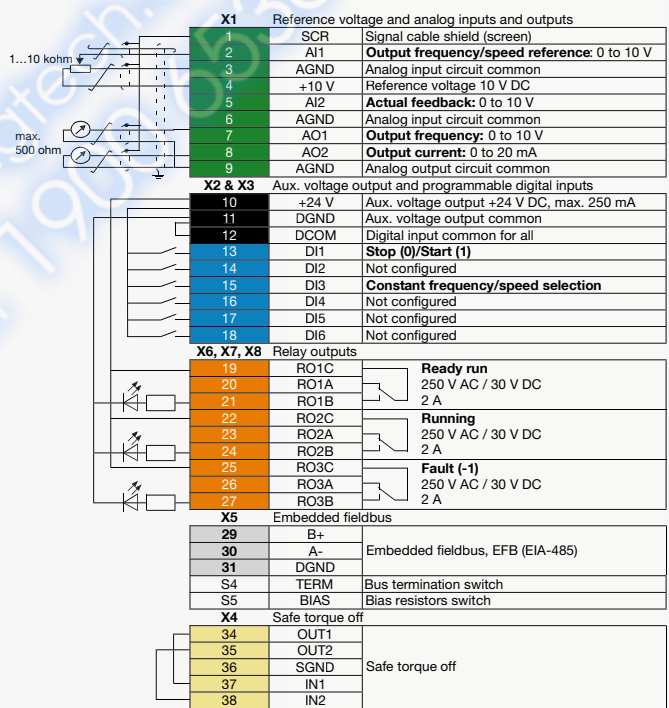 X1 Reference voltage and analog inputs and outputs
1 SCR Signal cable shield (screen)
2 AI1 Output frequency/speed reference: 0 to 10 V
1...10 kohm
3 AGND Analog input circuit common
4 +10 V Reference voltage 10 V DC
5 AI2 Actual feedback: 0 to 10 V
6 AGND Analog input circuit common
7 AO1 Output frequency: 0 to 10 V
max.
500 ohm
8 AO2 Output current: 0 to 20 mA
9 AGND Analog output circuit common
X2 & X3 Aux. voltage output and programmable digital inputs
10 +24 V Aux. voltage output +24 V DC, max. 250 mA
11 DGND Aux. voltage output common
12 DCOM Digital input common for all
13 DI1 Stop (0)/Start (1)
14 DI2 Not configured
15 DI3 Constant frequency/speed selection
16 DI4 Not configured
17 DI5 Not configured
18 DI6 Not configured
X6, X7, X8 Relay outputs
19 RO1C Ready run
20 RO1A 250 V AC / 30 V DC
21 RO1B 2 A
22 RO2C Running
23 RO2A 250 V AC / 30 V DC
24 RO2B 2 A
25 RO3C Fault (-1)
26 RO3A 250 V AC / 30 V DC
27 RO3B 2 A
X5 Embedded fieldbus
29 B+
30 A- Embedded fieldbus, EFB (EIA-485)
31 DGND
S4 TERM Bus termination switch
S5 BIAS Bias resistors switch
X4 Safe torque off
34 OUT1
35 OUT2
36 SGND Safe torque off
37 IN1
38 IN2